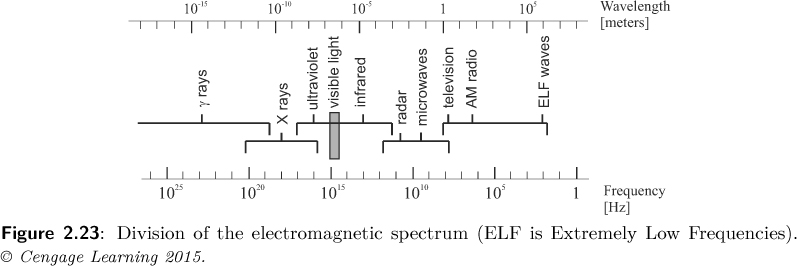 10⁻¹⁵ 10⁻¹⁰ 10⁻⁵ 1 10⁵ Wavelength
[meters]
γ rays
X rays
ultraviolet
visible light
infrared
radar
microwaves
television
AM radio
ELF waves
10²⁵ 10²⁰ 10¹⁵ 10¹⁰ 10⁵ 1 Frequency
[Hz]
Figure 2.23: Division of the electromagnetic spectrum (ELF is Extremely Low Frequencies).
© Cengage Learning 2015.